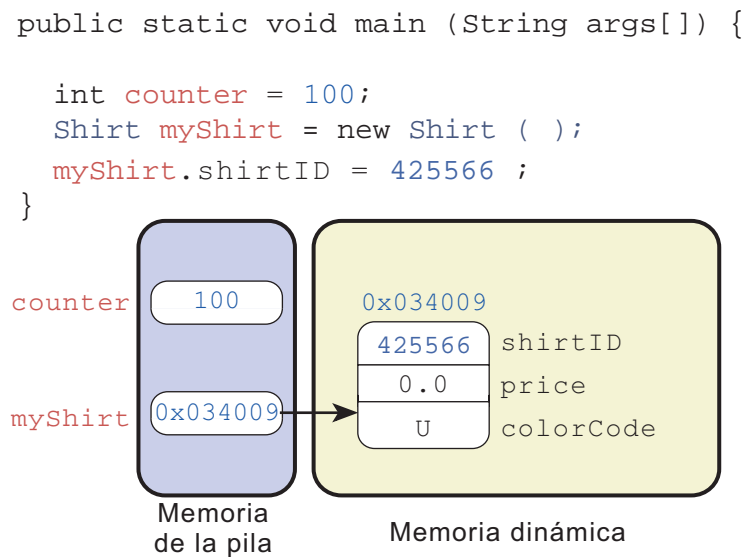 public static void main (String args[]) {
int counter = 100;
Shirt myShirt = new Shirt ( );
myShirt.shirtID = 425566 ;
}
counter 100
0x034009
425566 shirtID
0.0 price
myShirt 0x034009
U colorCode
Memoria
de la pila
Memoria dinámica